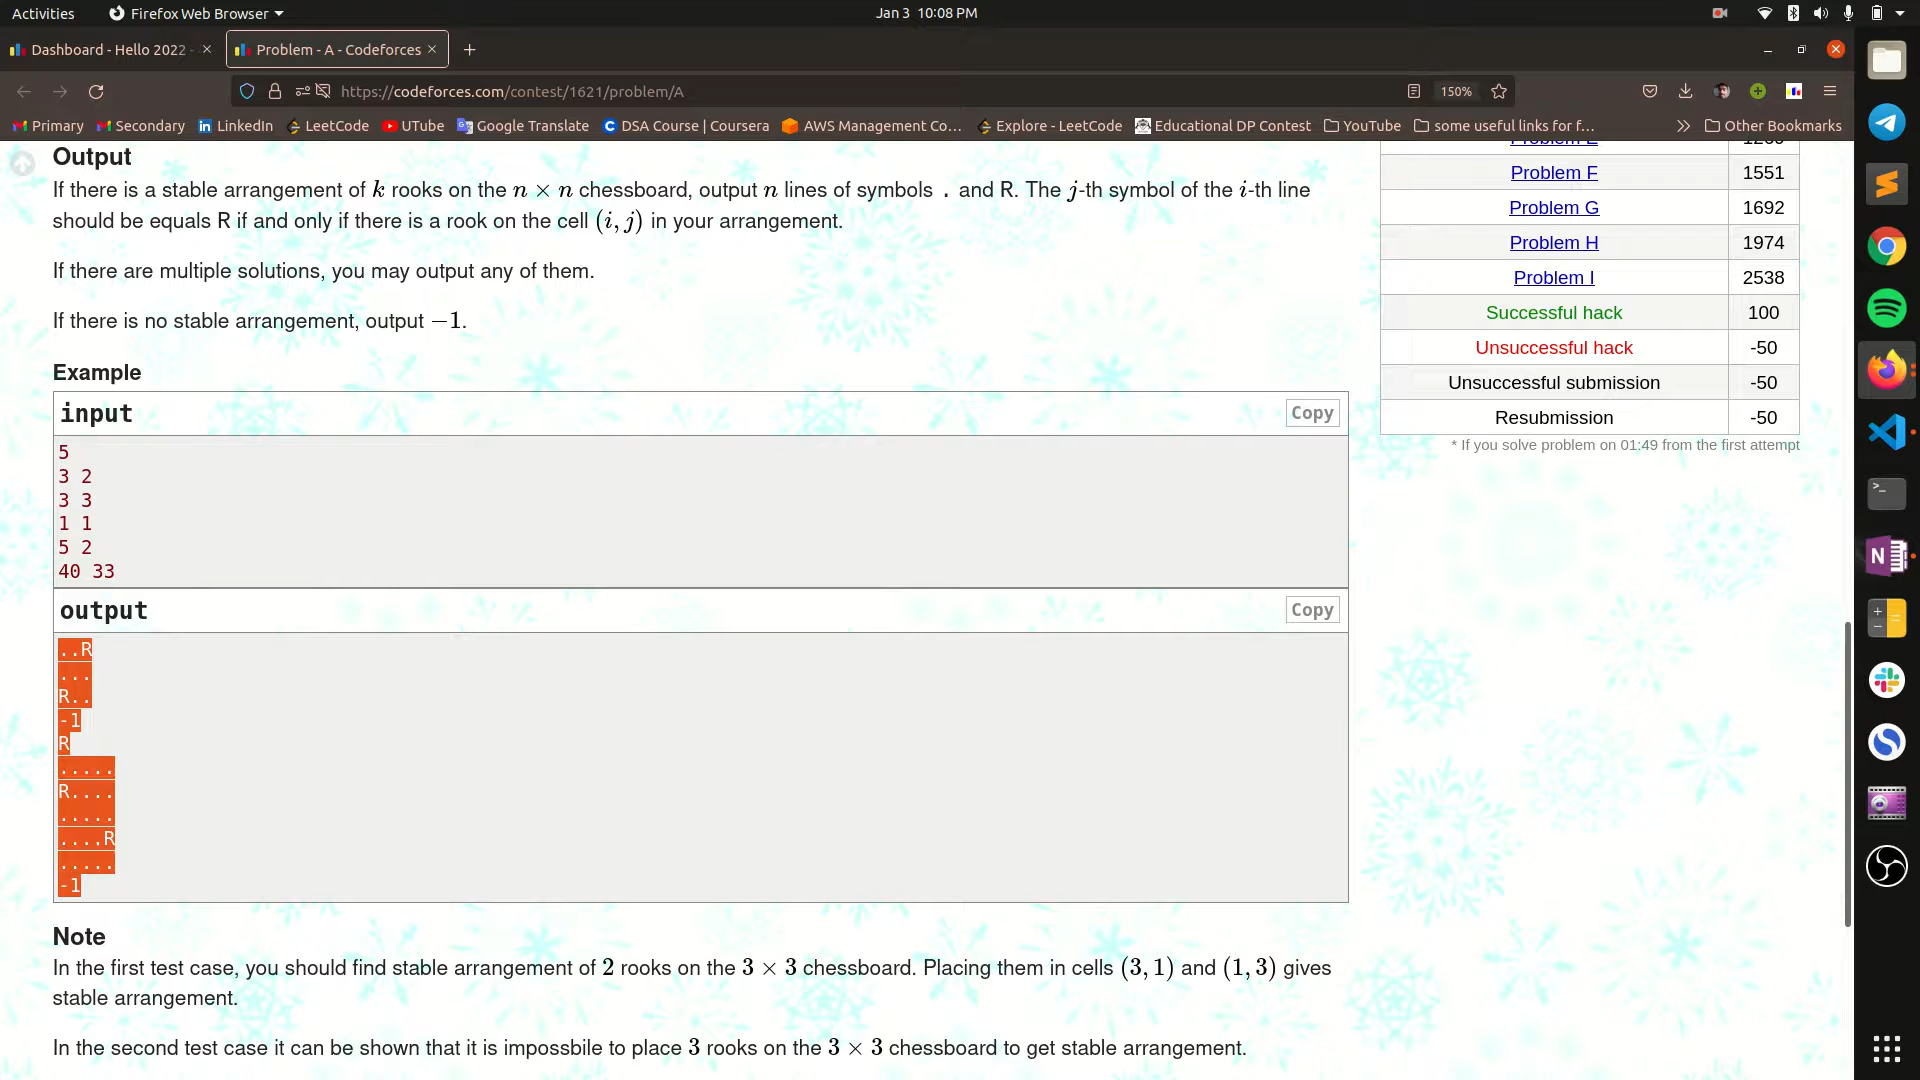 Activities
Firefox Web Browser
Jan 3 10:08 PM
Dashboard - Hello 2022 -
Problem - A - Codeforces
https://codeforces.com/contest/1621/problem/A
150%
Primary
Secondary
LinkedIn
LeetCode
UTube
Google Translate
DSA Course | Coursera
AWS Management Co...
Explore - LeetCode
Educational DP Contest
YouTube
some useful links for f...
Other Bookmarks
Output
If there is a stable arrangement of k rooks on the n × n chessboard, output n lines of symbols . and R. The j-th symbol of the i-th line
should be equals R if and only if there is a rook on the cell (i, j) in your arrangement.
If there are multiple solutions, you may output any of them.
If there is no stable arrangement, output −1.
Example
input
Copy
5
3 2
3 3
1 1
5 2
40 33
output
Copy
..R
...
R..
-1
R
.....
R....
.....
....R
.....
-1
Note
In the first test case, you should find stable arrangement of 2 rooks on the 3 × 3 chessboard. Placing them in cells (3, 1) and (1, 3) gives
stable arrangement.
In the second test case it can be shown that it is impossbile to place 3 rooks on the 3 × 3 chessboard to get stable arrangement.
Problem F 1551
Problem G 1692
Problem H 1974
Problem I 2538
Successful hack 100
Unsuccessful hack -50
Unsuccessful submission -50
Resubmission -50
* If you solve problem on 01:49 from the first attempt